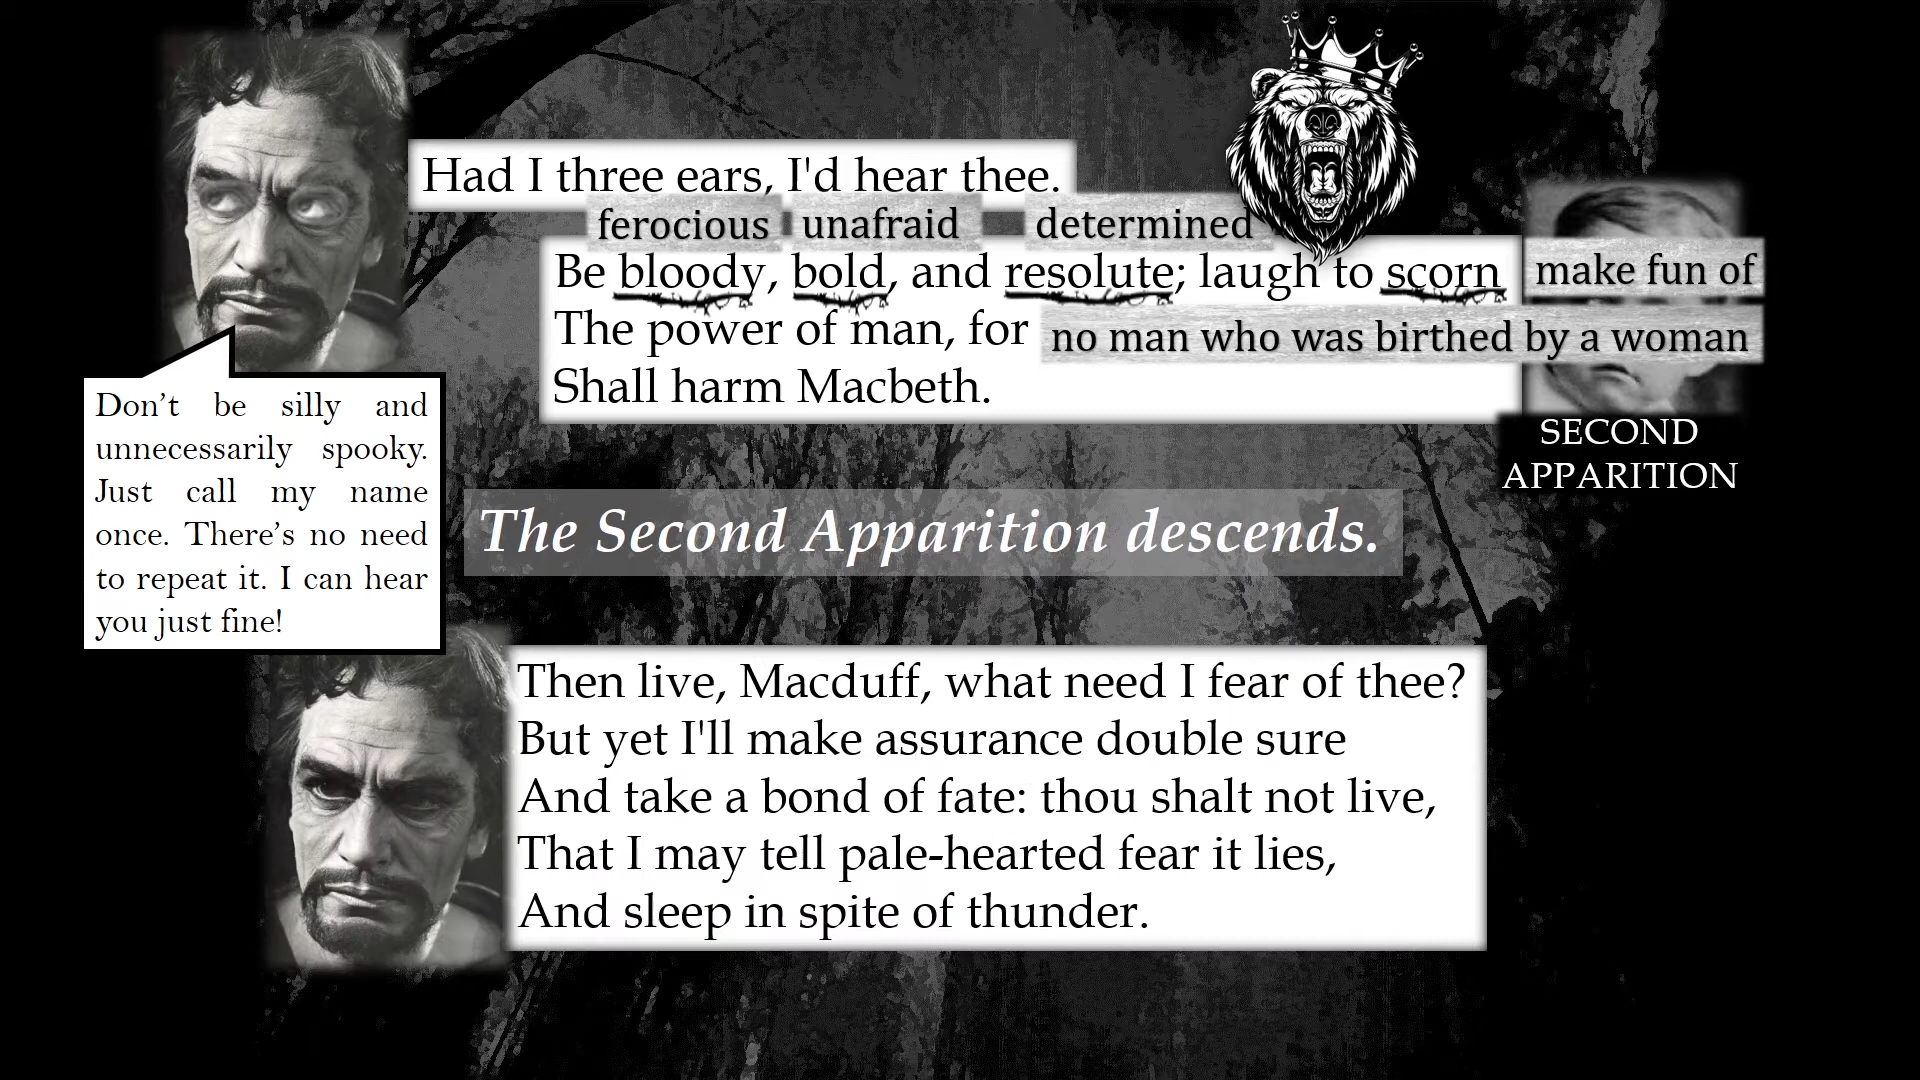 Had I three ears, I'd hear thee.
ferocious unafraid determined
Be bloody, bold, and resolute; laugh to scorn make fun of
The power of man, for no man who was birthed by a woman
Shall harm Macbeth.
SECOND
APPARITION
Don’t be silly and
unnecessarily spooky.
Just call my name
once. There’s no need
to repeat it. I can hear
you just fine!
The Second Apparition descends.
Then live, Macduff, what need I fear of thee?
But yet I'll make assurance double sure
And take a bond of fate: thou shalt not live,
That I may tell pale-hearted fear it lies,
And sleep in spite of thunder.